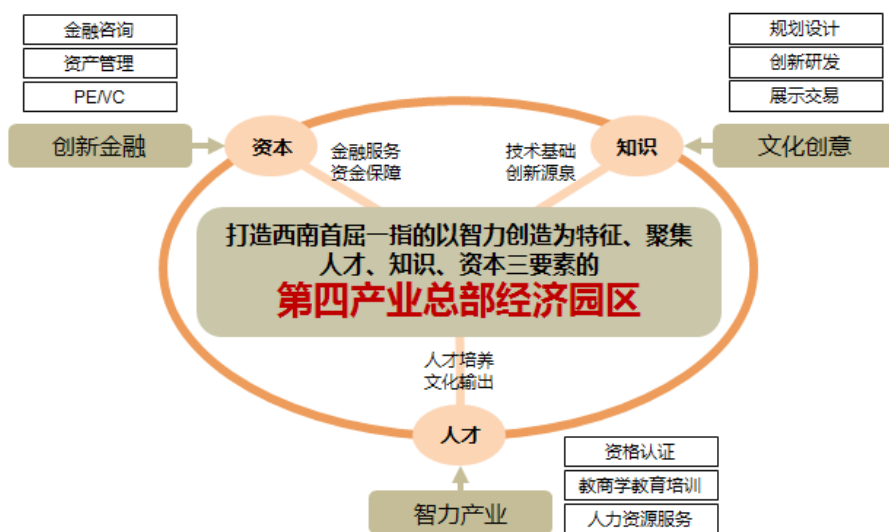 金融咨询
资产管理
PE/VC
创新金融
规划设计
创新研发
展示交易
文化创意
资本
知识
金融服务
资金保障
技术基础
创新源泉
打造西南首屈一指的以智力创造为特征、聚集
人才、知识、资本三要素的
第四产业总部经济园区
人才培养
文化输出
人才
智力产业
资格认证
教商学教育培训
人力资源服务